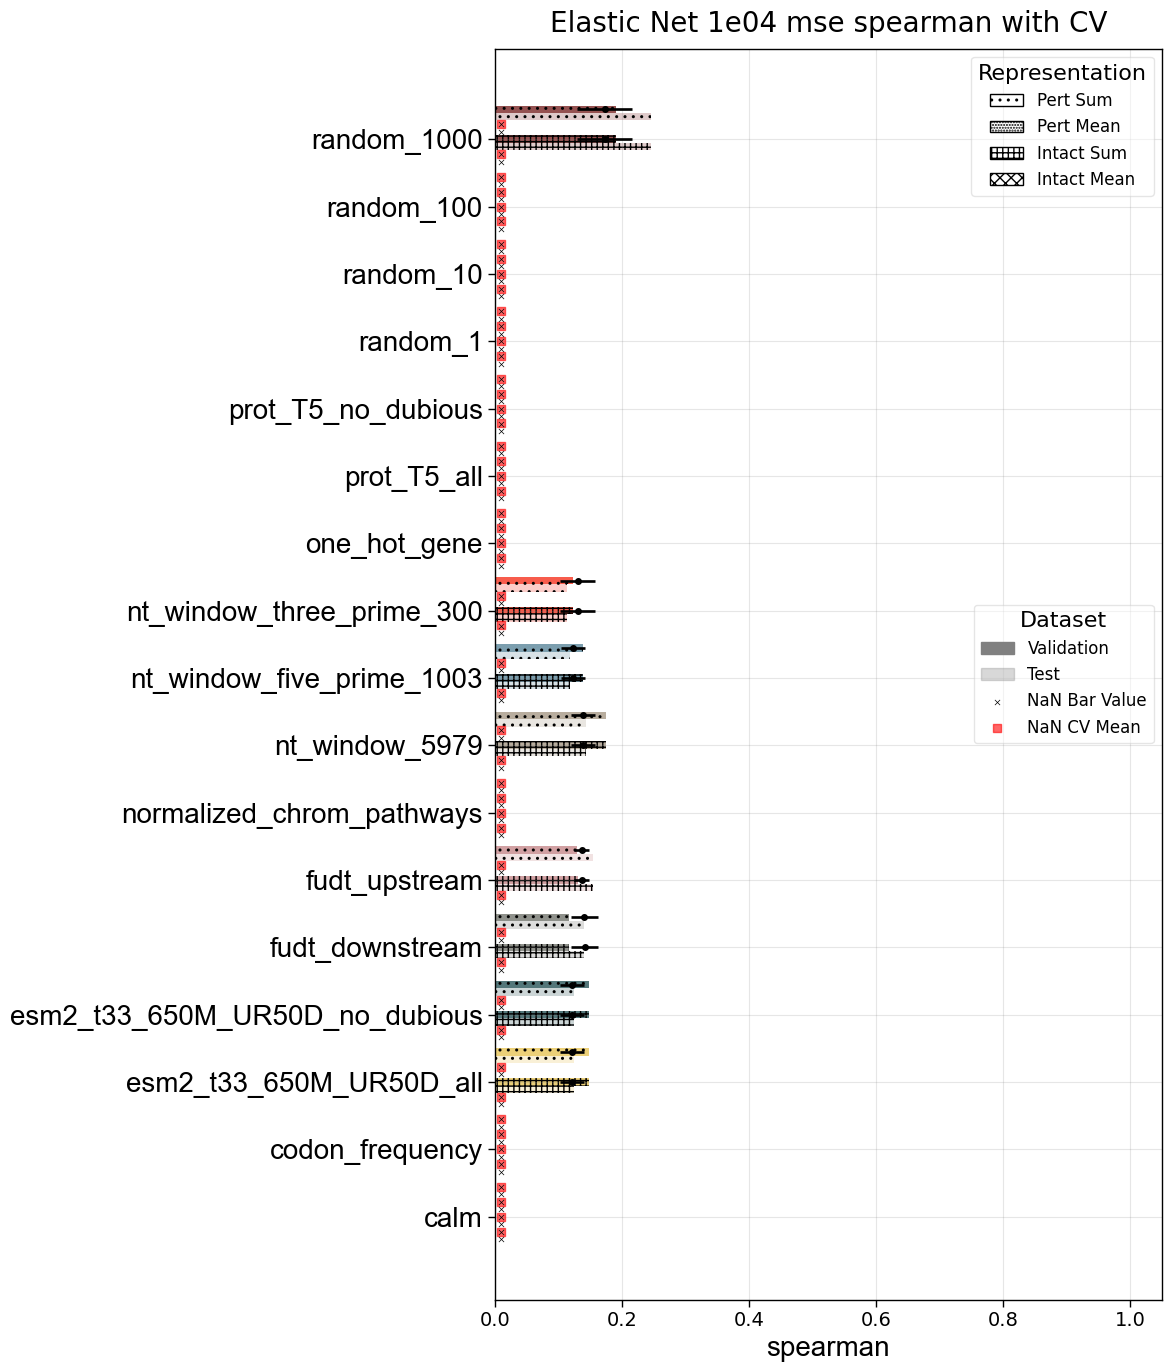 Elastic Net 1e04 mse spearman with CV
Representation
Pert Sum
Pert Mean
Intact Sum
Intact Mean
random_1000
random_100
random_10
random_1
prot_T5_no_dubious
prot_T5_all
one_hot_gene
nt_window_three_prime_300
nt_window_five_prime_1003
nt_window_5979
normalized_chrom_pathways
fudt_upstream
fudt_downstream
esm2_t33_650M_UR50D_no_dubious
esm2_t33_650M_UR50D_all
codon_frequency
calm
Dataset
Validation
Test
NaN Bar Value
NaN CV Mean
0.0 0.2 0.4 0.6 0.8 1.0
spearman